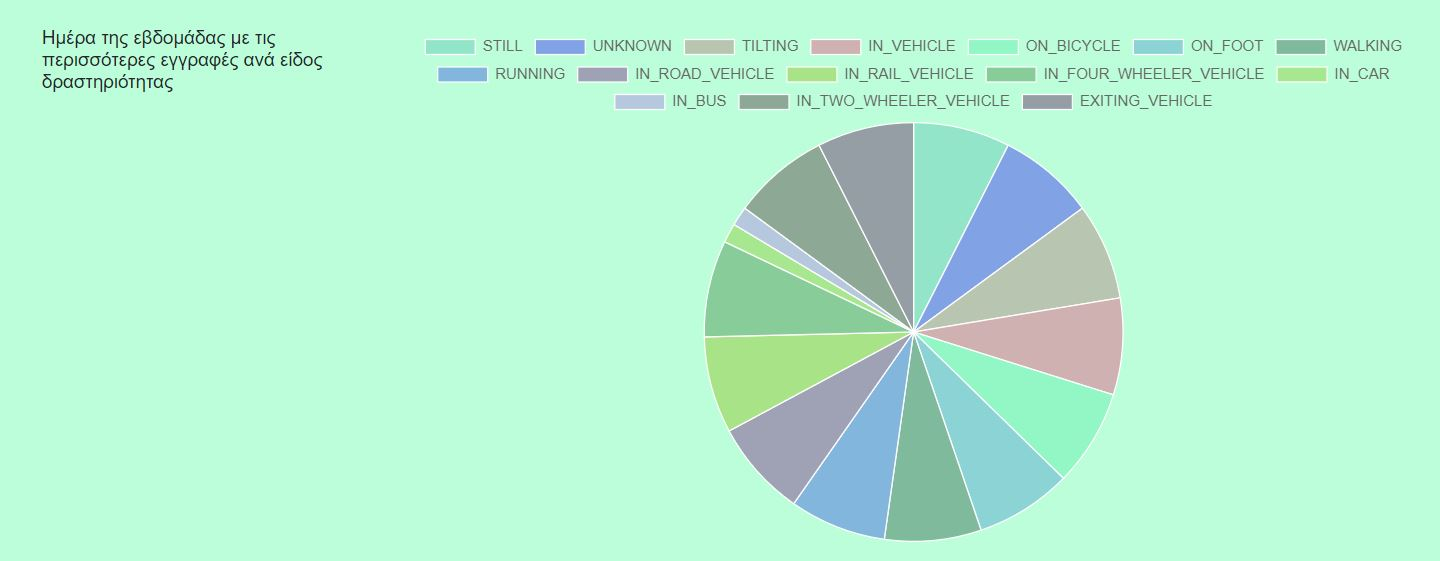 Ημέρα της εβδομάδας με τις
περισσότερες εγγραφές ανά είδος
δραστηριότητας
STILL UNKNOWN TILTING IN_VEHICLE ON_BICYCLE ON_FOOT WALKING
RUNNING IN_ROAD_VEHICLE IN_RAIL_VEHICLE IN_FOUR_WHEELER_VEHICLE IN_CAR
IN_BUS IN_TWO_WHEELER_VEHICLE EXITING_VEHICLE